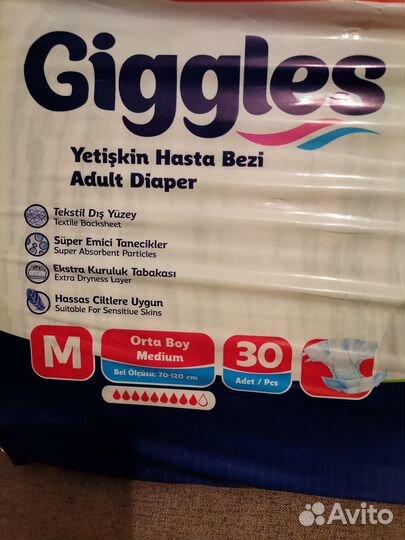 Giggles
Yetişkin Hasta Bezi
Adult Diaper
Tekstil Dış Yüzey
Textile Backsheet
Süper Emici Tanecikler
Super Absorbent Particles
Ekstra Kuruluk Tabakası
Extra Dryness Layer
Hassas Ciltlere Uygun
Suitable For Sensitive Skins
M
Orta Boy
Medium
Bel Ölçüsü: 70-120 cm
30
Adet / Pcs
Avito